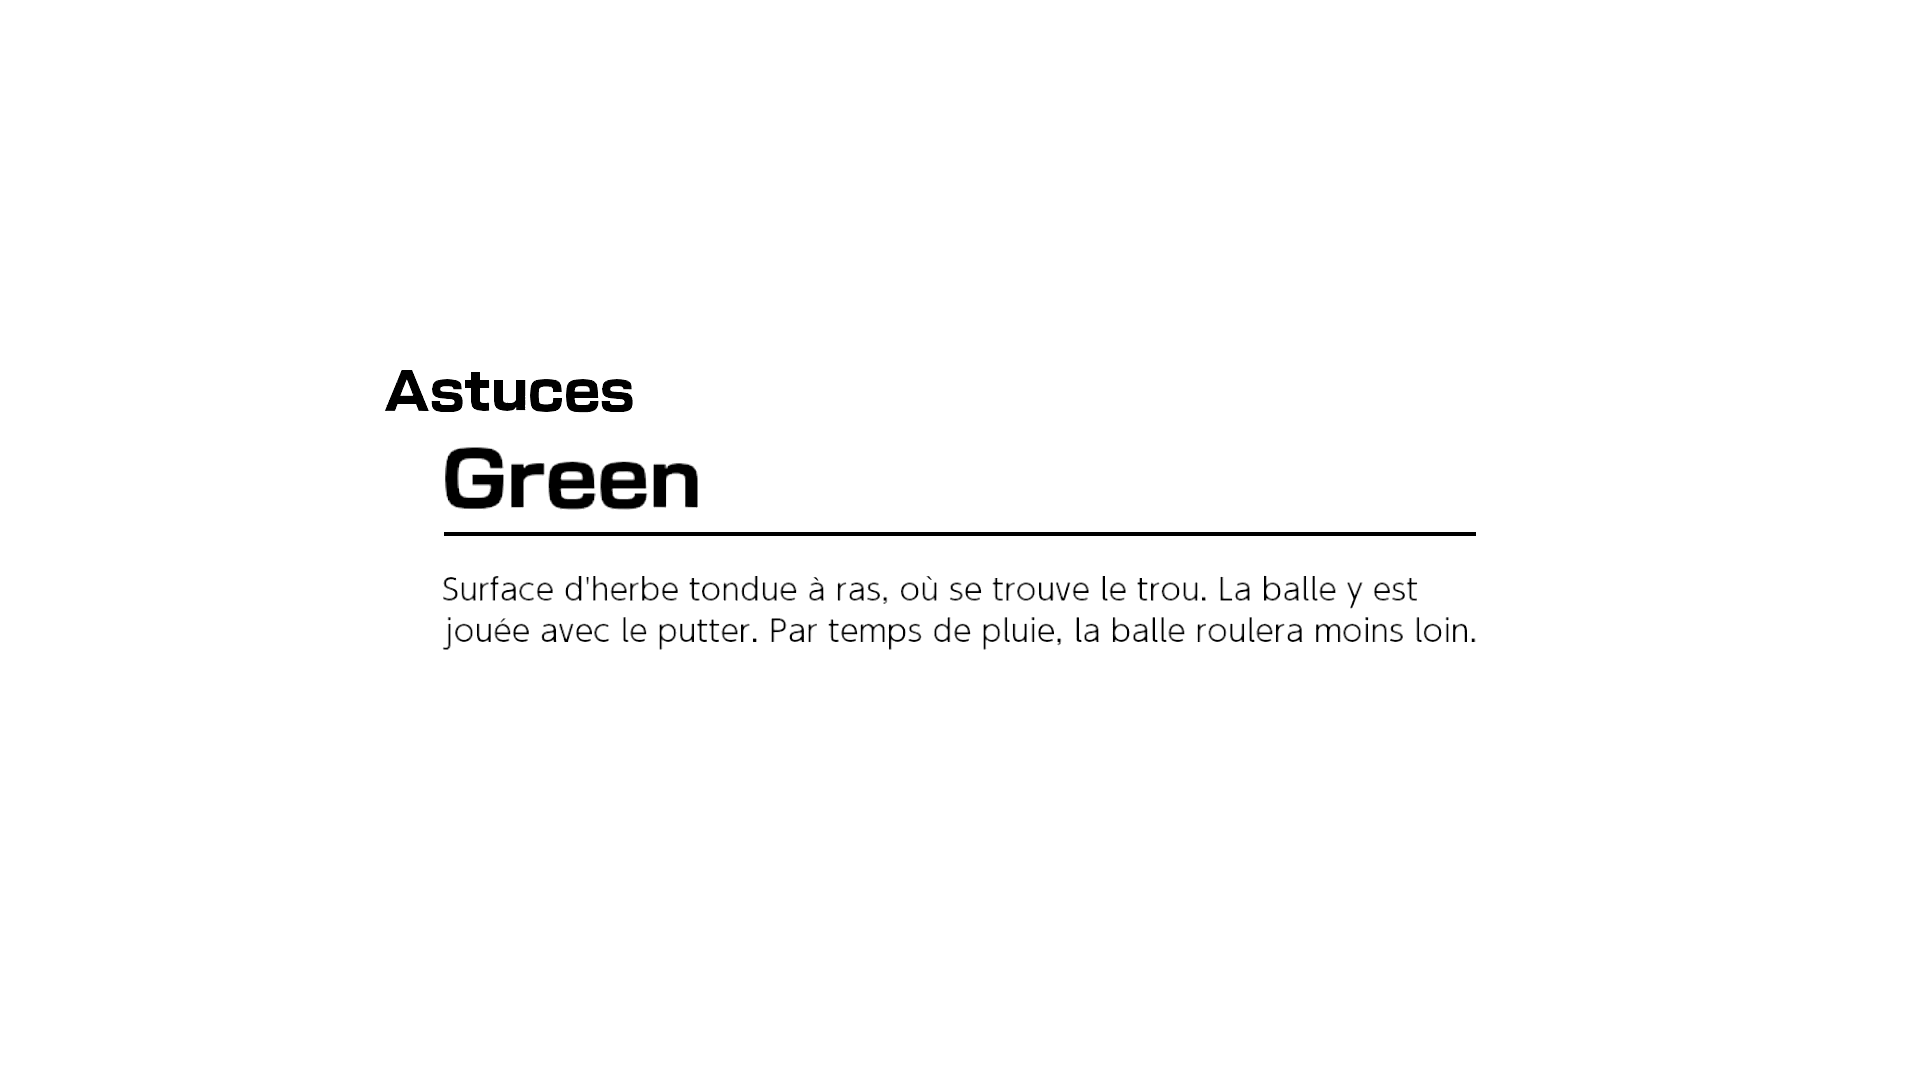 Astuces
Green
Surface d'herbe tondue à ras, où se trouve le trou. La balle y est
jouée avec le putter. Par temps de pluie, la balle roulera moins loin.